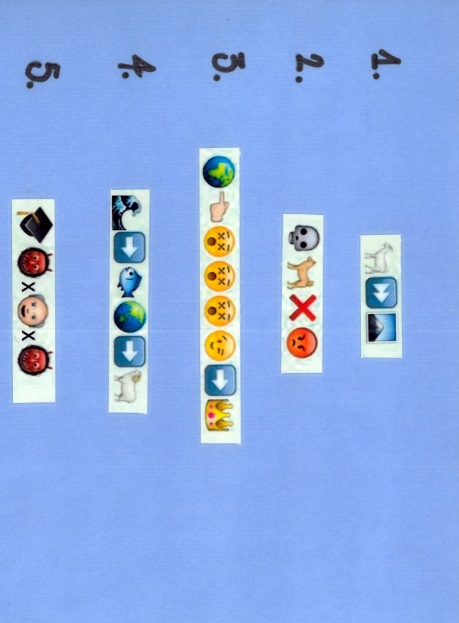 1.
2.
3.
4.
5. x x